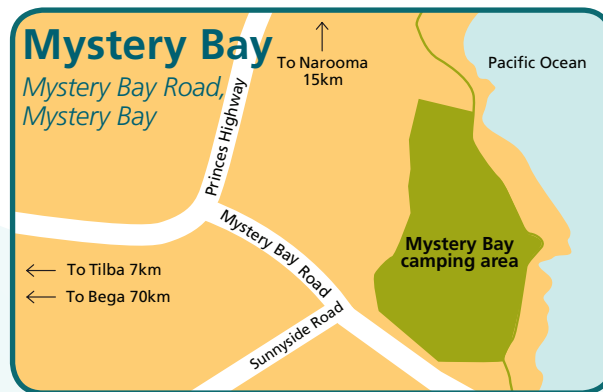 Mystery Bay
Mystery Bay Road,
Mystery Bay
To Narooma
15km
Pacific Ocean
Princes Highway
Mystery Bay Road
Mystery Bay
camping area
To Tilba 7km
To Bega 70km
Sunnyside Road